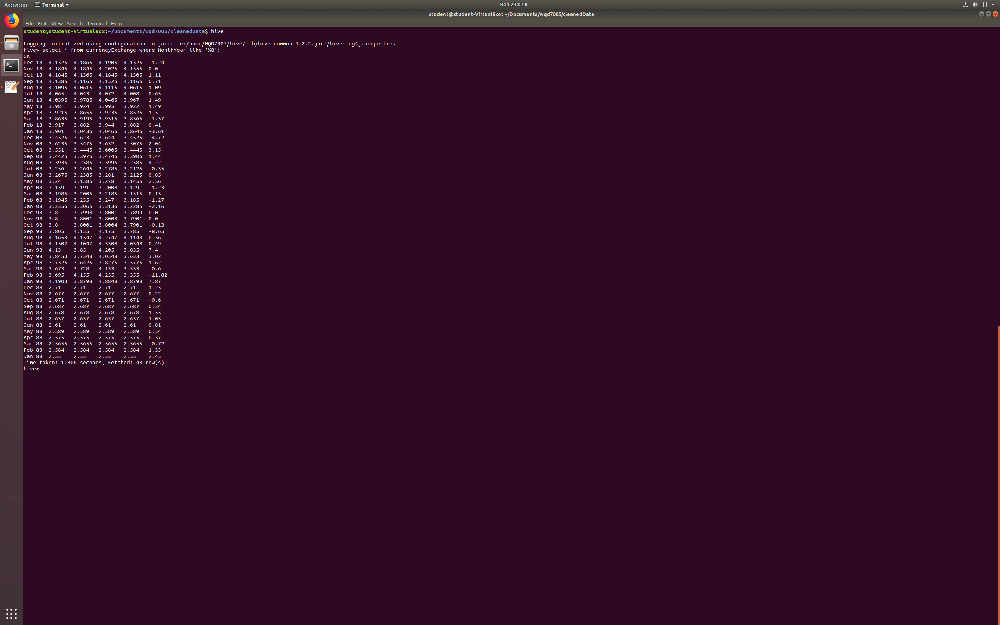 Activities Terminal Rab 23:07
student@student-VirtualBox: ~/Documents/wqd7005/cleanedData
File Edit View Search Terminal Help
student@student-VirtualBox:~/Documents/wqd7005/cleanedData$ hive
Logging initialized using configuration in jar:file:/home/WQD7007/hive/lib/hive-common-1.2.2.jar!/hive-log4j.properties
hive> select * from currencyExchange where MonthYear like '%8';
OK
Dec 18 4.1325 4.1865 4.1905 4.1325 -1.24
Nov 18 4.1845 4.1845 4.2025 4.1555 0.0
Oct 18 4.1845 4.1365 4.1845 4.1305 1.11
Sep 18 4.1385 4.1165 4.1525 4.1165 0.71
Aug 18 4.1095 4.0615 4.1115 4.0615 1.09
Jul 18 4.065 4.043 4.072 4.008 0.63
Jun 18 4.0395 3.9785 4.0465 3.967 1.49
May 18 3.98 3.924 3.995 3.922 1.49
Apr 18 3.9215 3.8655 3.9235 3.8525 1.5
Mar 18 3.8635 3.9195 3.9315 3.8565 -1.37
Feb 18 3.917 3.882 3.944 3.882 0.41
Jan 18 3.901 4.0435 4.0465 3.8645 -3.61
Dec 08 3.4525 3.623 3.644 3.4525 -4.72
Nov 08 3.6235 3.5475 3.632 3.5075 2.04
Oct 08 3.551 3.4445 3.6005 3.4445 3.15
Sep 08 3.4425 3.3975 3.4745 3.3905 1.44
Aug 08 3.3935 3.2585 3.3995 3.2585 4.22
Jul 08 3.256 3.2645 3.2785 3.2125 -0.35
Jun 08 3.2675 3.2385 3.281 3.2125 0.85
May 08 3.24 3.1585 3.278 3.1455 2.56
Apr 08 3.159 3.191 3.2008 3.129 -1.23
Mar 08 3.1985 3.2005 3.2185 3.1515 0.13
Feb 08 3.1945 3.235 3.247 3.185 -1.27
Jan 08 3.2355 3.3065 3.3135 3.2285 -2.16
Dec 98 3.8 3.7998 3.8001 3.7899 0.0
Nov 98 3.8 3.8001 3.8003 3.7901 0.0
Oct 98 3.8 3.8001 3.8004 3.7901 -0.13
Sep 98 3.805 4.155 4.175 3.785 -8.65
Aug 98 4.1653 4.1547 4.2747 4.1148 0.36
Jul 98 4.1502 4.1047 4.3308 4.0348 0.49
Jun 98 4.13 3.85 4.205 3.835 7.4
May 98 3.8453 3.7348 4.0548 3.633 3.02
Apr 98 3.7325 3.6425 3.8275 3.5775 1.62
Mar 98 3.673 3.728 4.133 3.533 -0.6
Feb 98 3.695 4.155 4.255 3.355 -11.82
Jan 98 4.1903 3.8798 4.8848 3.8798 7.87
Dec 88 2.71 2.71 2.71 2.71 1.23
Nov 88 2.677 2.677 2.677 2.677 0.22
Oct 88 2.671 2.671 2.671 2.671 -0.6
Sep 88 2.687 2.687 2.687 2.687 0.34
Aug 88 2.678 2.678 2.678 2.678 1.55
Jul 88 2.637 2.637 2.637 2.637 1.03
Jun 88 2.61 2.61 2.61 2.61 0.81
May 88 2.589 2.589 2.589 2.589 0.54
Apr 88 2.575 2.575 2.575 2.575 0.37
Mar 88 2.5655 2.5655 2.5655 2.5655 -0.72
Feb 88 2.584 2.584 2.584 2.584 1.33
Jan 88 2.55 2.55 2.55 2.55 2.45
Time taken: 1.806 seconds, Fetched: 48 row(s)
hive>